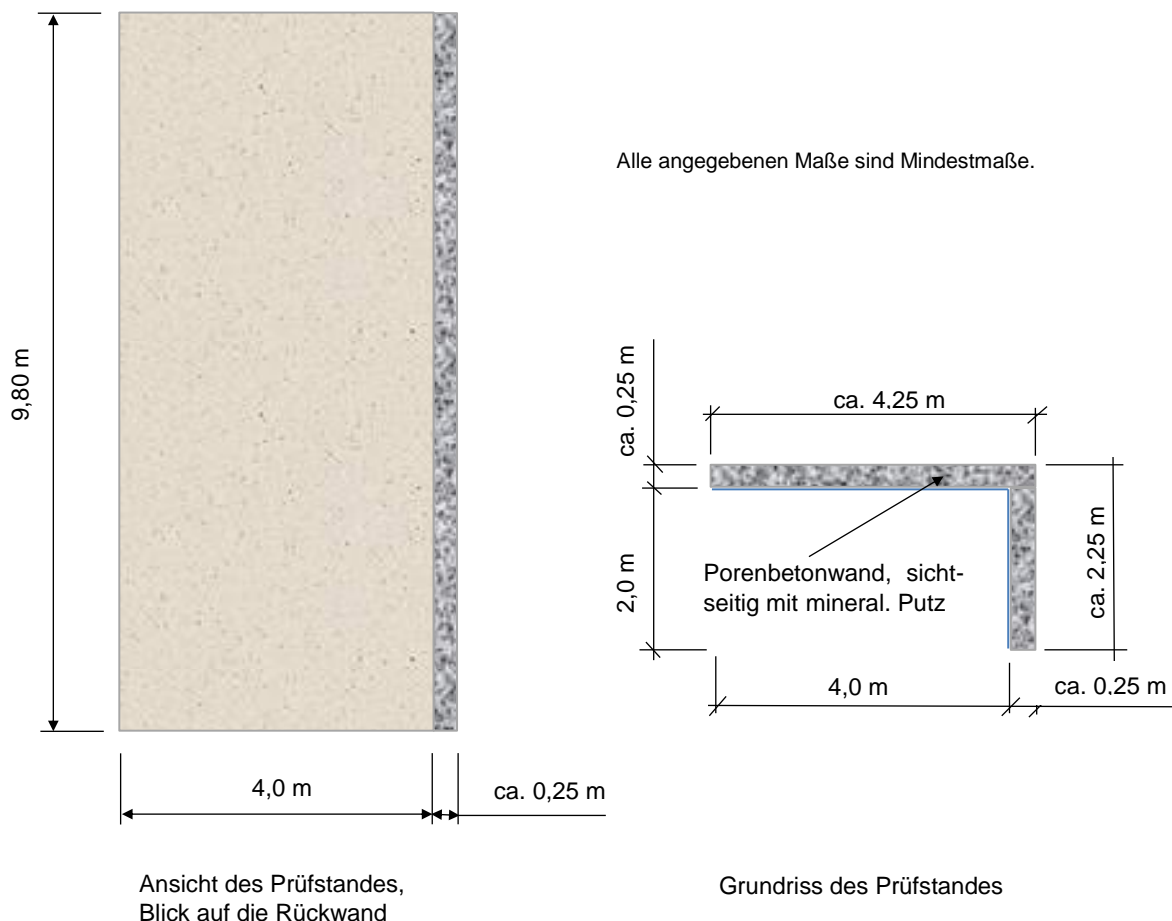 Alle angegebenen Maße sind Mindestmaße.
9,80 m
4,0 m
ca. 0,25 m
Ansicht des Prüfstandes,
Blick auf die Rückwand
ca. 0,25 m
ca. 4,25 m
2,0 m
Porenbetonwand, sicht-
seitig mit mineral. Putz
ca. 2,25 m
4,0 m
ca. 0,25 m
Grundriss des Prüfstandes